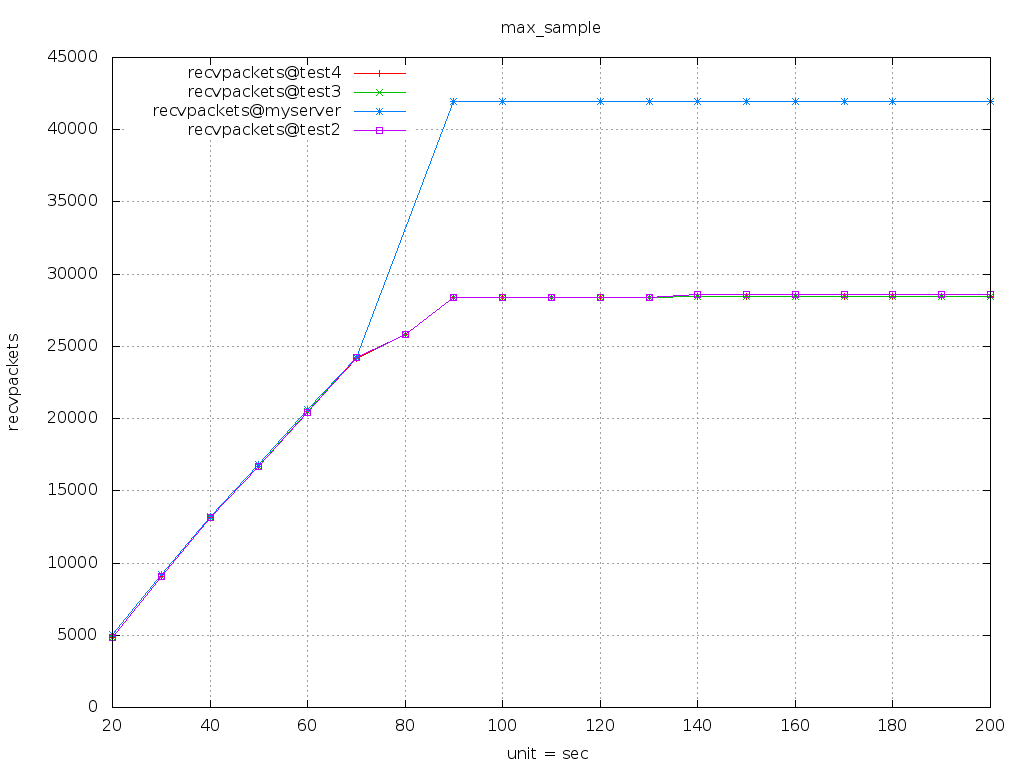 max_sample
45000
40000
35000
30000
25000
20000
15000
10000
5000
0
recvpackets@test4
recvpackets@test3
recvpackets@myserver
recvpackets@test2
recvpackets
20 40 60 80 100 120 140 160 180 200
unit = sec